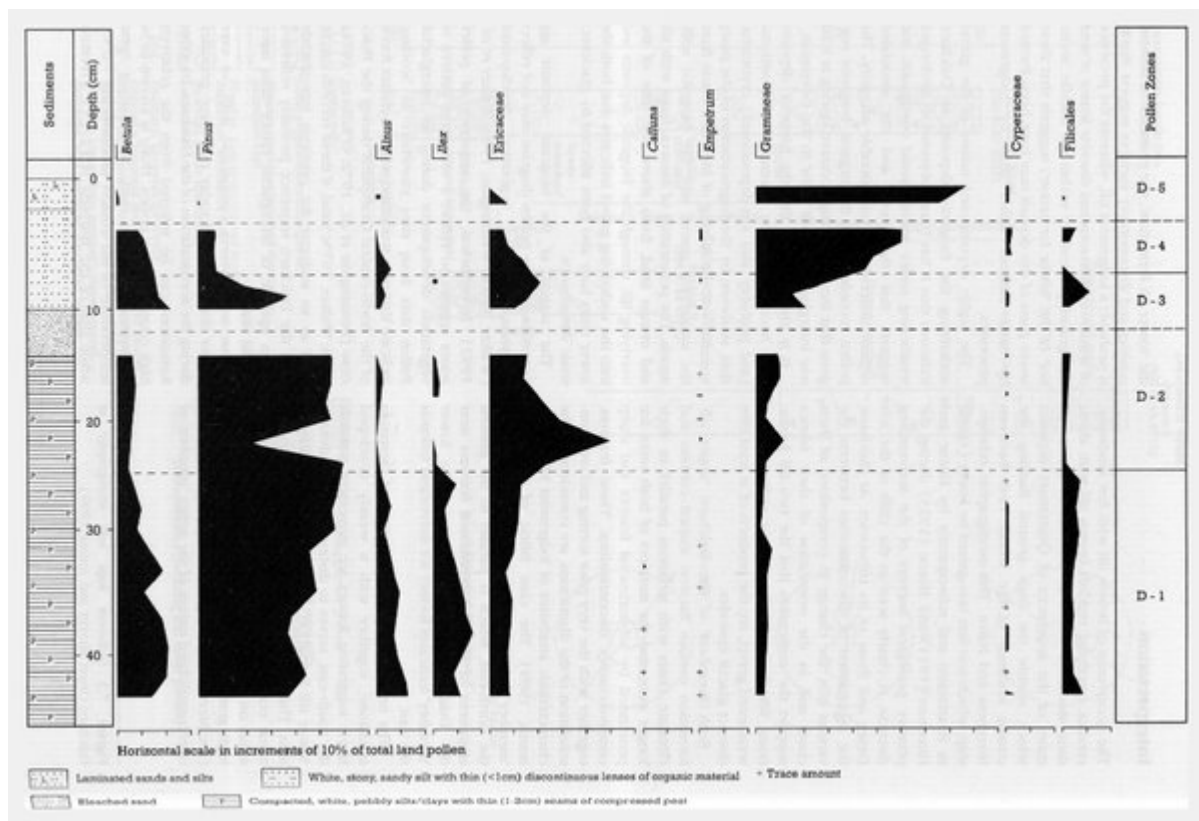 Sediments
Depth (cm)
Betula
Pinus
Alnus
Ilex
Ericaceae
Calluna
Empetrum
Gramineae
Cyperaceae
Filicales
Pollen Zones
0
10
20
30
40
D - 5
D - 4
D - 3
D - 2
D - 1
Horizontal scale in increments of 10% of total land pollen
L Laminated sands and silts
White, stony, sandy silt with thin (<1cm) discontinuous lenses of organic material
+ Trace amount
Bleached sand
P Compacted, white, pebbly silts/clays with thin (1-2cm) seams of compressed peat